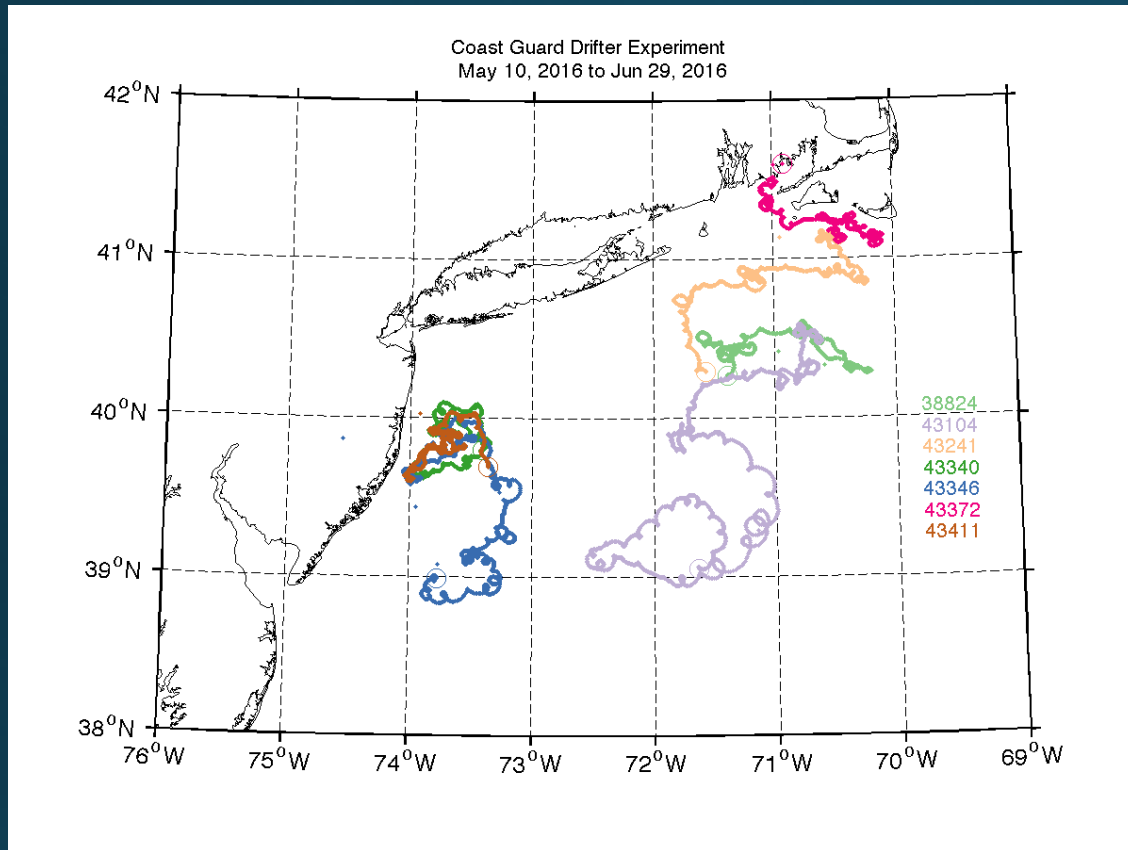 Coast Guard Drifter Experiment
May 10, 2016 to Jun 29, 2016
42°N
41°N
40°N
39°N
38°N
38824
43104
43241
43340
43346
43372
43411
76°W 75°W 74°W 73°W 72°W 71°W 70°W 69°W